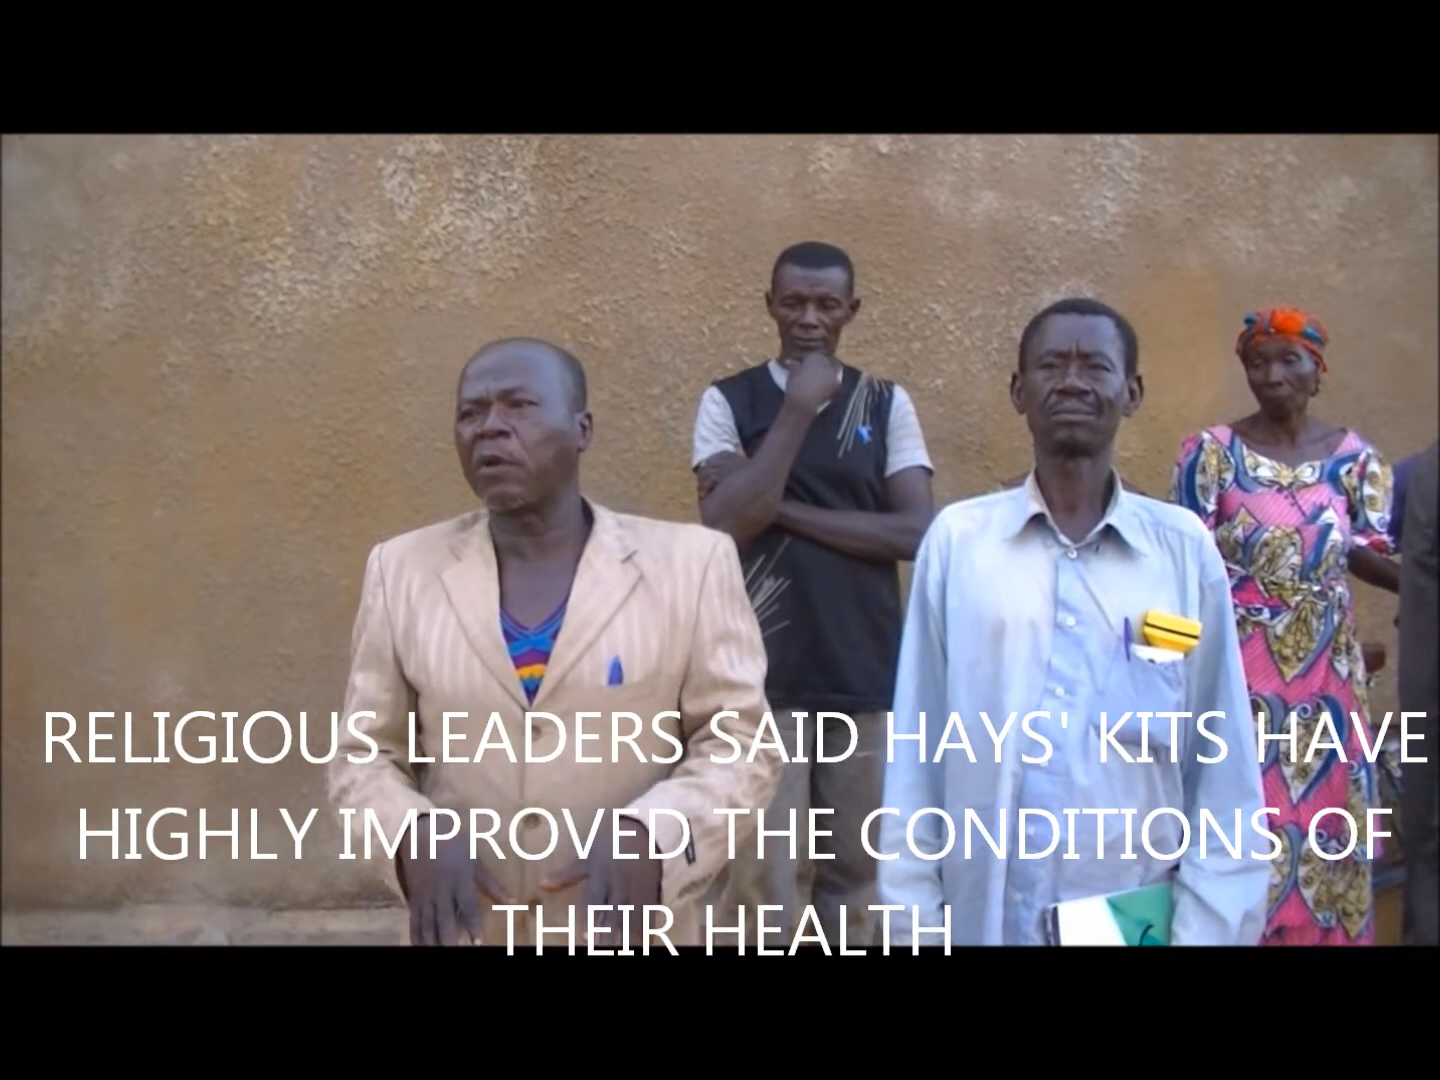 RELIGIOUS LEADERS SAID HAYS' KITS HAVE
HIGHLY IMPROVED THE CONDITIONS OF
THEIR HEALTH